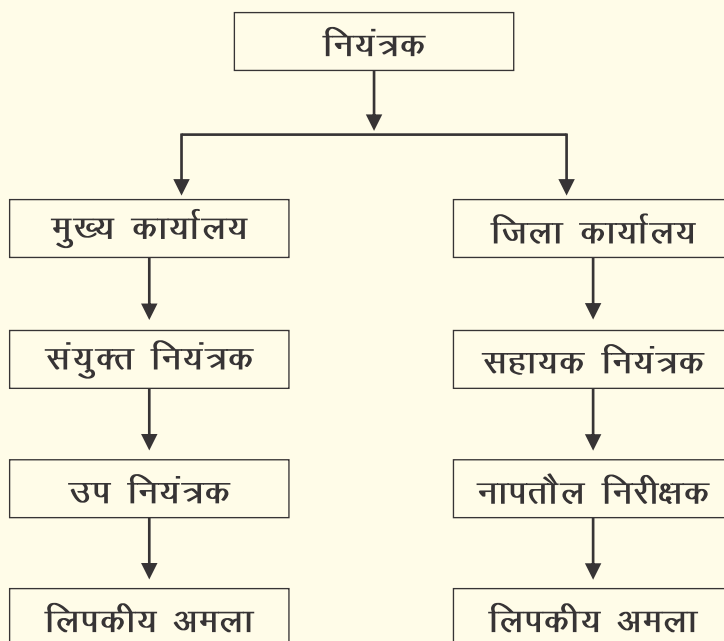 नियंत्रक
मुख्य कार्यालय
जिला कार्यालय
संयुक्त नियंत्रक
सहायक नियंत्रक
उप नियंत्रक
नापतौल निरीक्षक
लिपकीय अमला
लिपकीय अमला